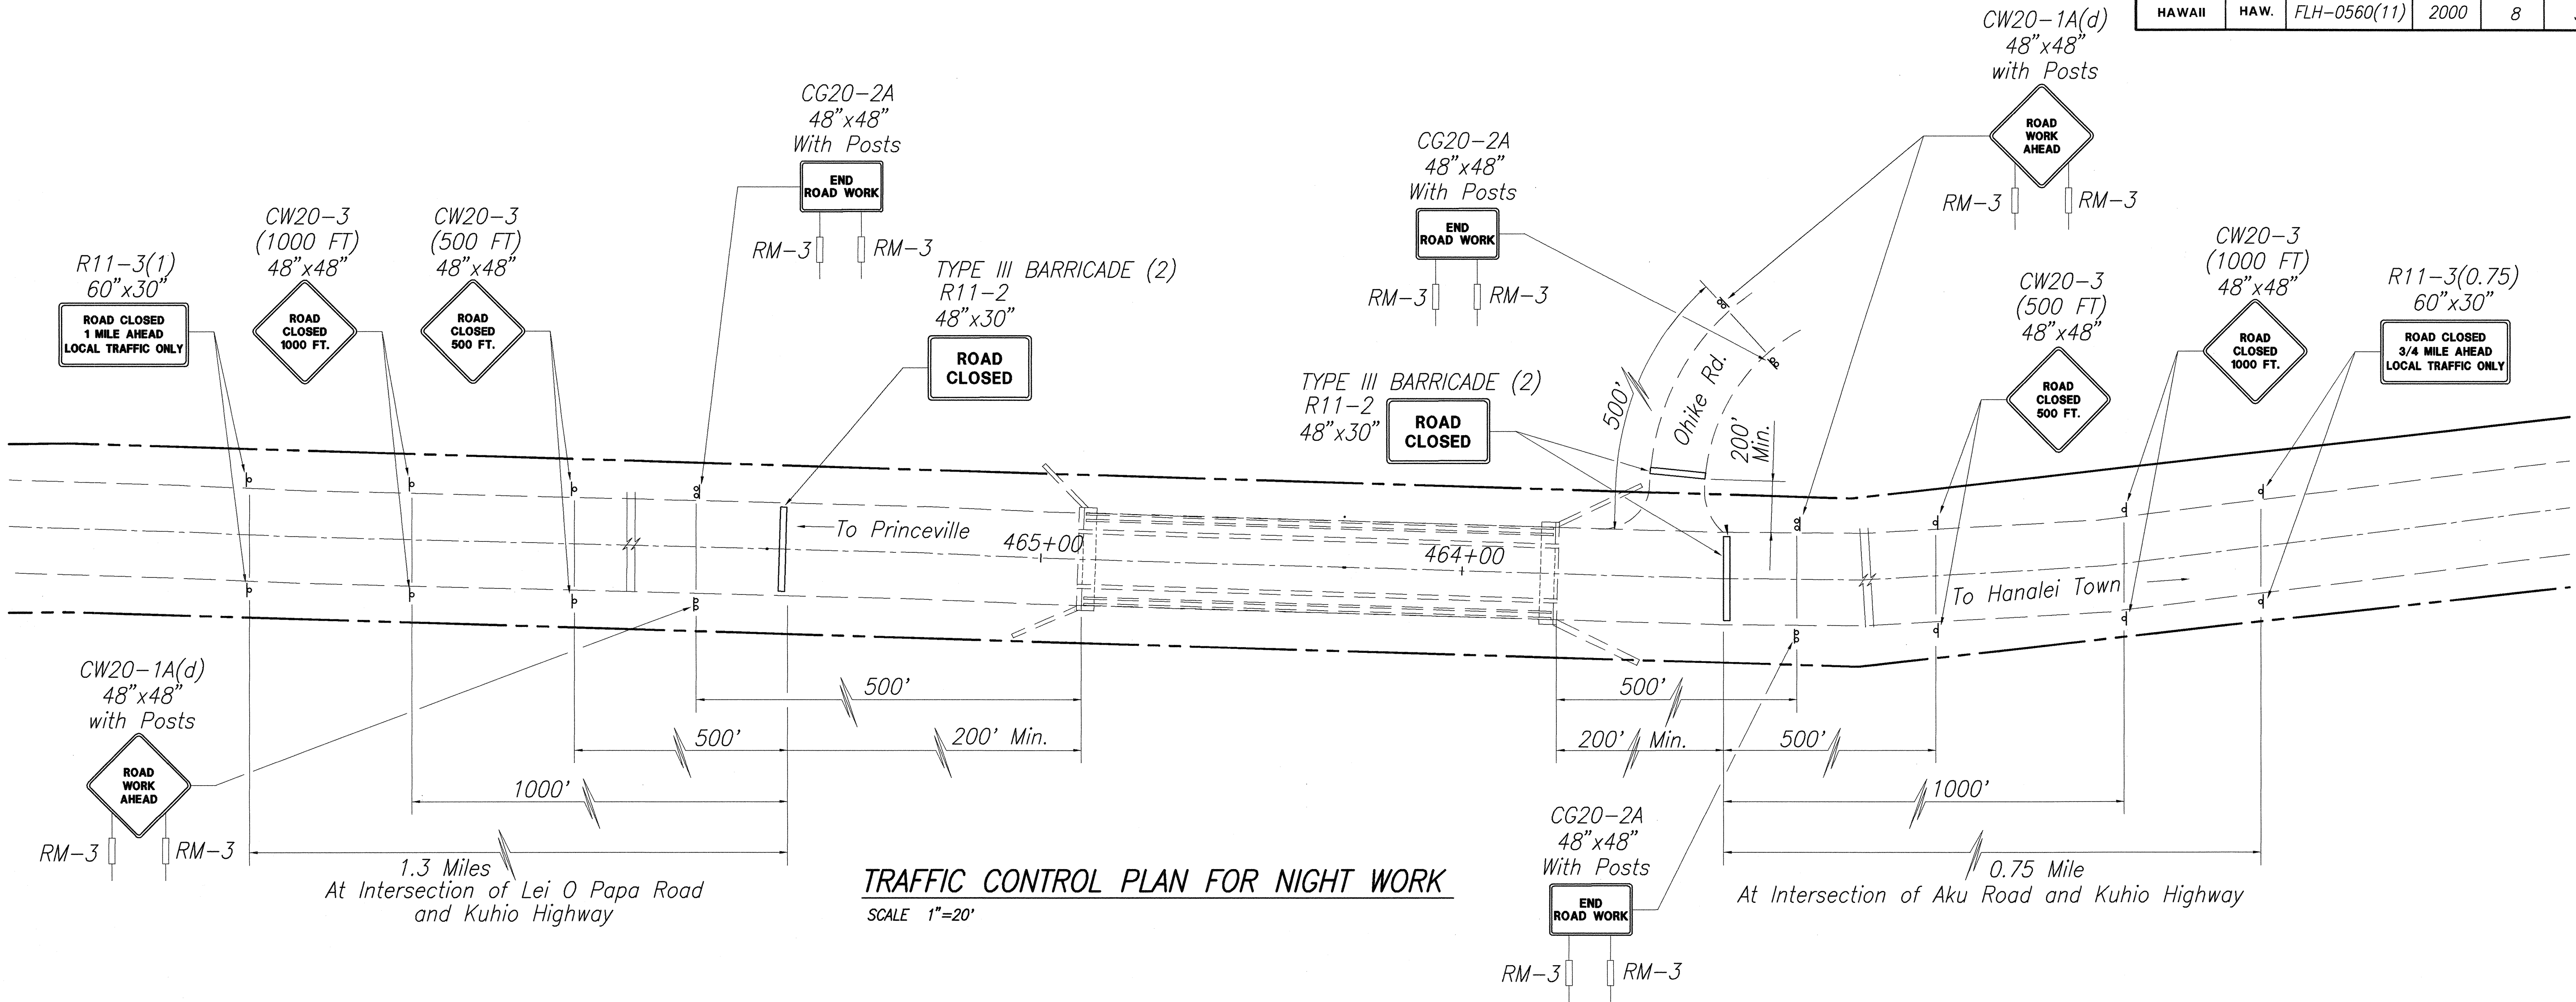 HAWAII HAW. FLH-0560(11) 2000 8
CW20-1A(d)
48"x48"
with Posts
ROAD
WORK
AHEAD
RM-3 RM-3
CG20-2A
48"x48"
With Posts
END
ROAD WORK
RM-3 RM-3
CG20-2A
48"x48"
With Posts
END
ROAD WORK
RM-3 RM-3
R11-3(1)
60"x30"
ROAD CLOSED
1 MILE AHEAD
LOCAL TRAFFIC ONLY
CW20-3
(1000 FT)
48"x48"
ROAD
CLOSED
1000 FT.
CW20-3
(500 FT)
48"x48"
ROAD
CLOSED
500 FT.
TYPE III BARRICADE (2)
R11-2
48"x30"
ROAD
CLOSED
TYPE III BARRICADE (2)
R11-2
48"x30"
ROAD
CLOSED
500'
Ohike Rd.
200'
Min.
CW20-3
(500 FT)
48"x48"
ROAD
CLOSED
500 FT.
CW20-3
(1000 FT)
48"x48"
ROAD
CLOSED
1000 FT.
R11-3(0.75)
60"x30"
ROAD CLOSED
3/4 MILE AHEAD
LOCAL TRAFFIC ONLY
To Princeville
465+00
464+00
To Hanalei Town
CW20-1A(d)
48"x48"
with Posts
ROAD
WORK
AHEAD
RM-3 RM-3
500'
500'
500'
200' Min.
200' Min.
500'
1000'
1000'
1.3 Miles
At Intersection of Lei O Papa Road
and Kuhio Highway
0.75 Mile
At Intersection of Aku Road and Kuhio Highway
CG20-2A
48"x48"
With Posts
END
ROAD WORK
RM-3 RM-3
TRAFFIC CONTROL PLAN FOR NIGHT WORK
SCALE 1"=20'